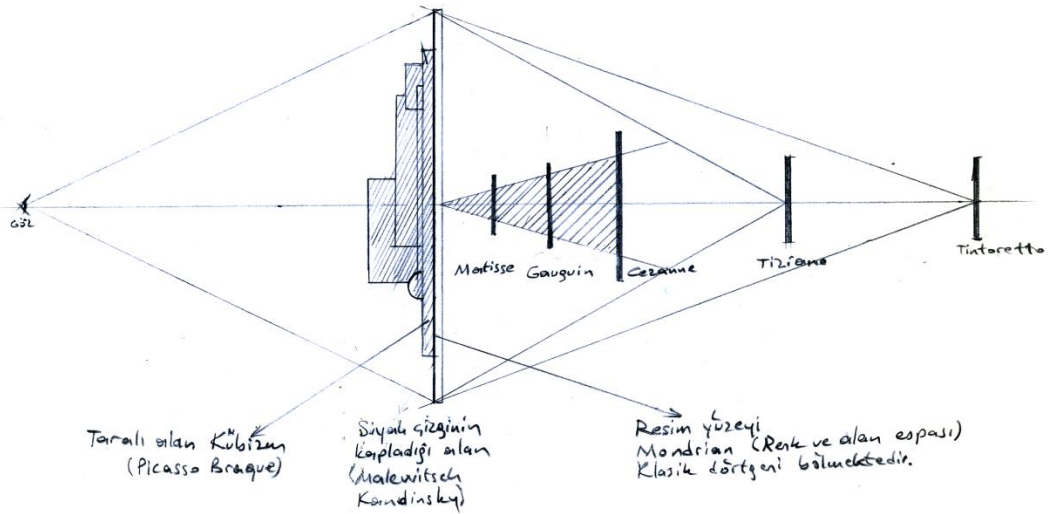 Göz
Matisse
Gauguin
Cezanne
Tiziano
Tintoretto
Taralı alan Kübizm
(Picasso Braque)
Siyah çizginin
kapladığı alan
(Malewitsch
Kandinsky)
Resim yüzeyi
Mondrian (Renk ve alan espası)
Klasik dörtgeni bölmektedir.